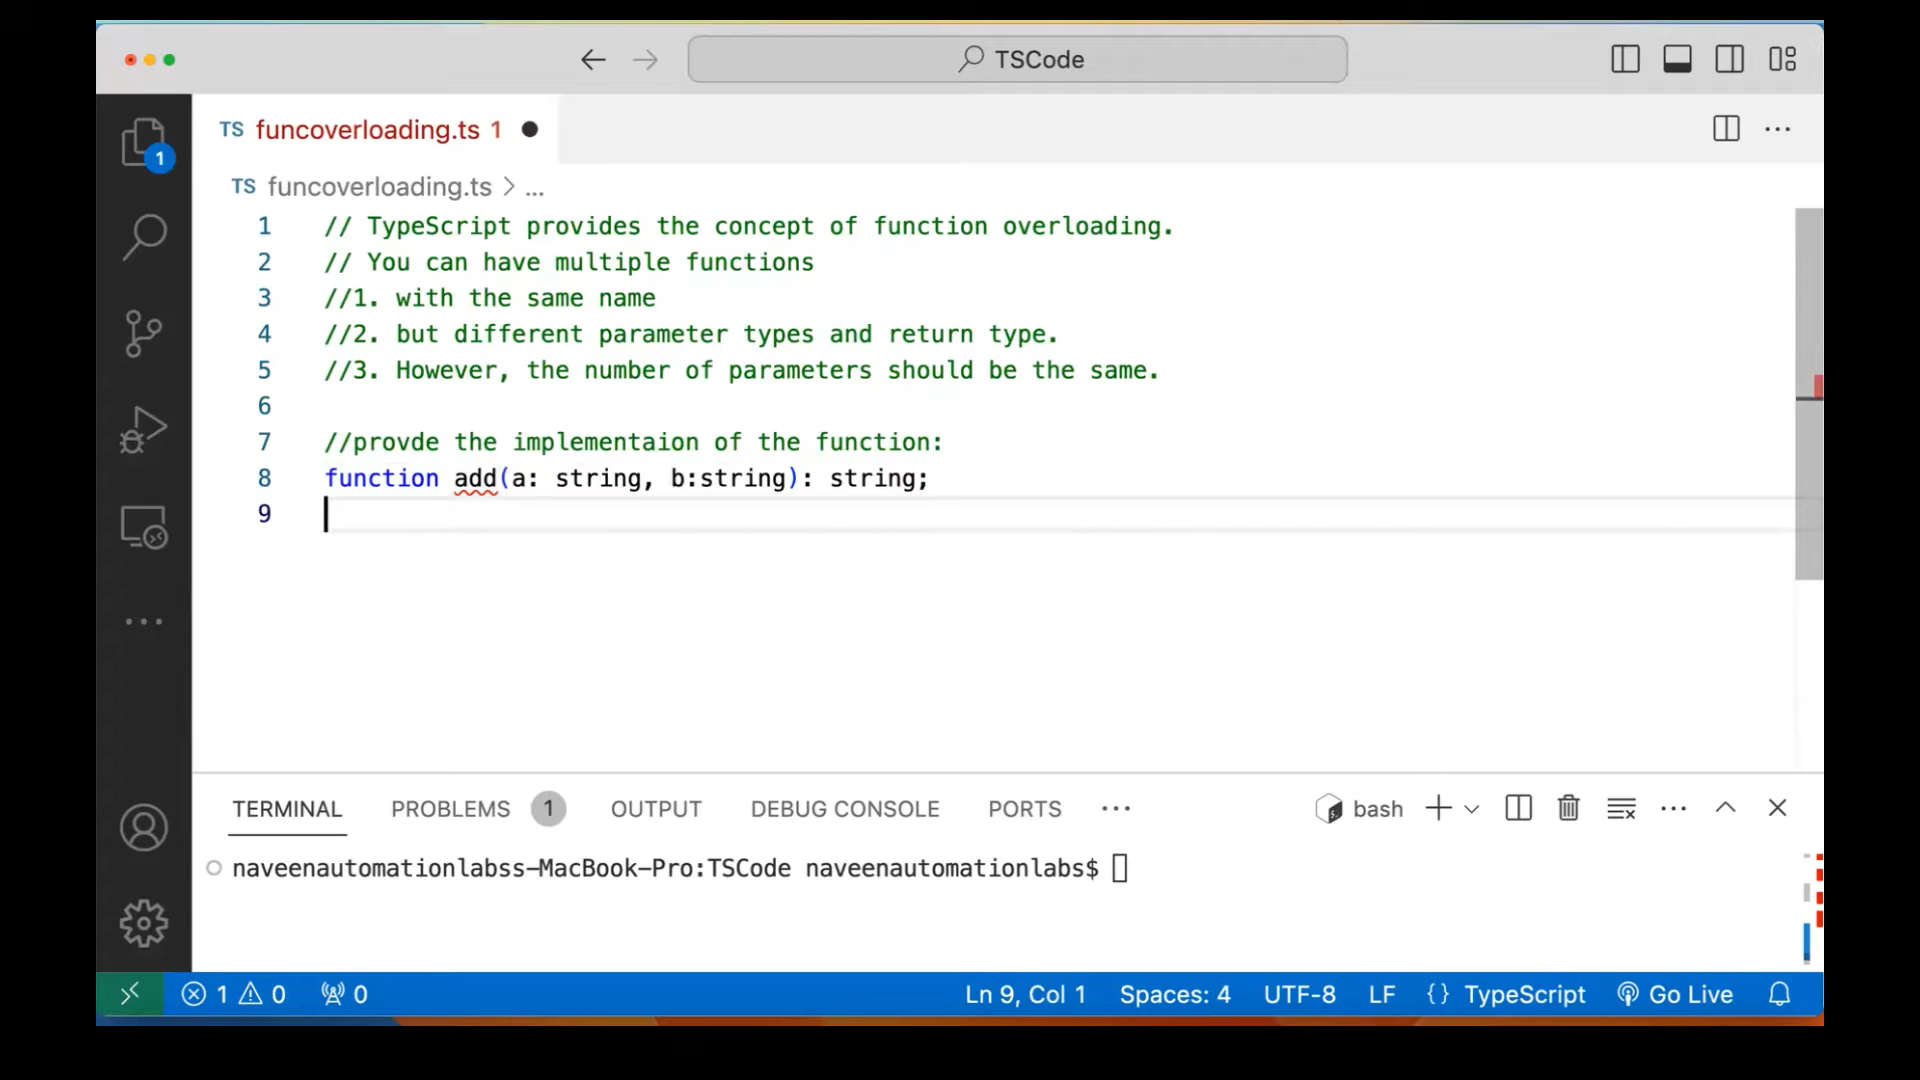 TSCode
TS funcoverloading.ts 1
1
TS funcoverloading.ts > ...
1 // TypeScript provides the concept of function overloading.
2 // You can have multiple functions
3 //1. with the same name
4 //2. but different parameter types and return type.
5 //3. However, the number of parameters should be the same.
6
7 //provde the implementaion of the function:
8 function add(a: string, b:string): string;
9
TERMINAL PROBLEMS 1 OUTPUT DEBUG CONSOLE PORTS ... bash
naveenautomationlabss-MacBook-Pro:TSCode naveenautomationlabs$
1 0 0 Ln 9, Col 1 Spaces: 4 UTF-8 LF {} TypeScript Go Live